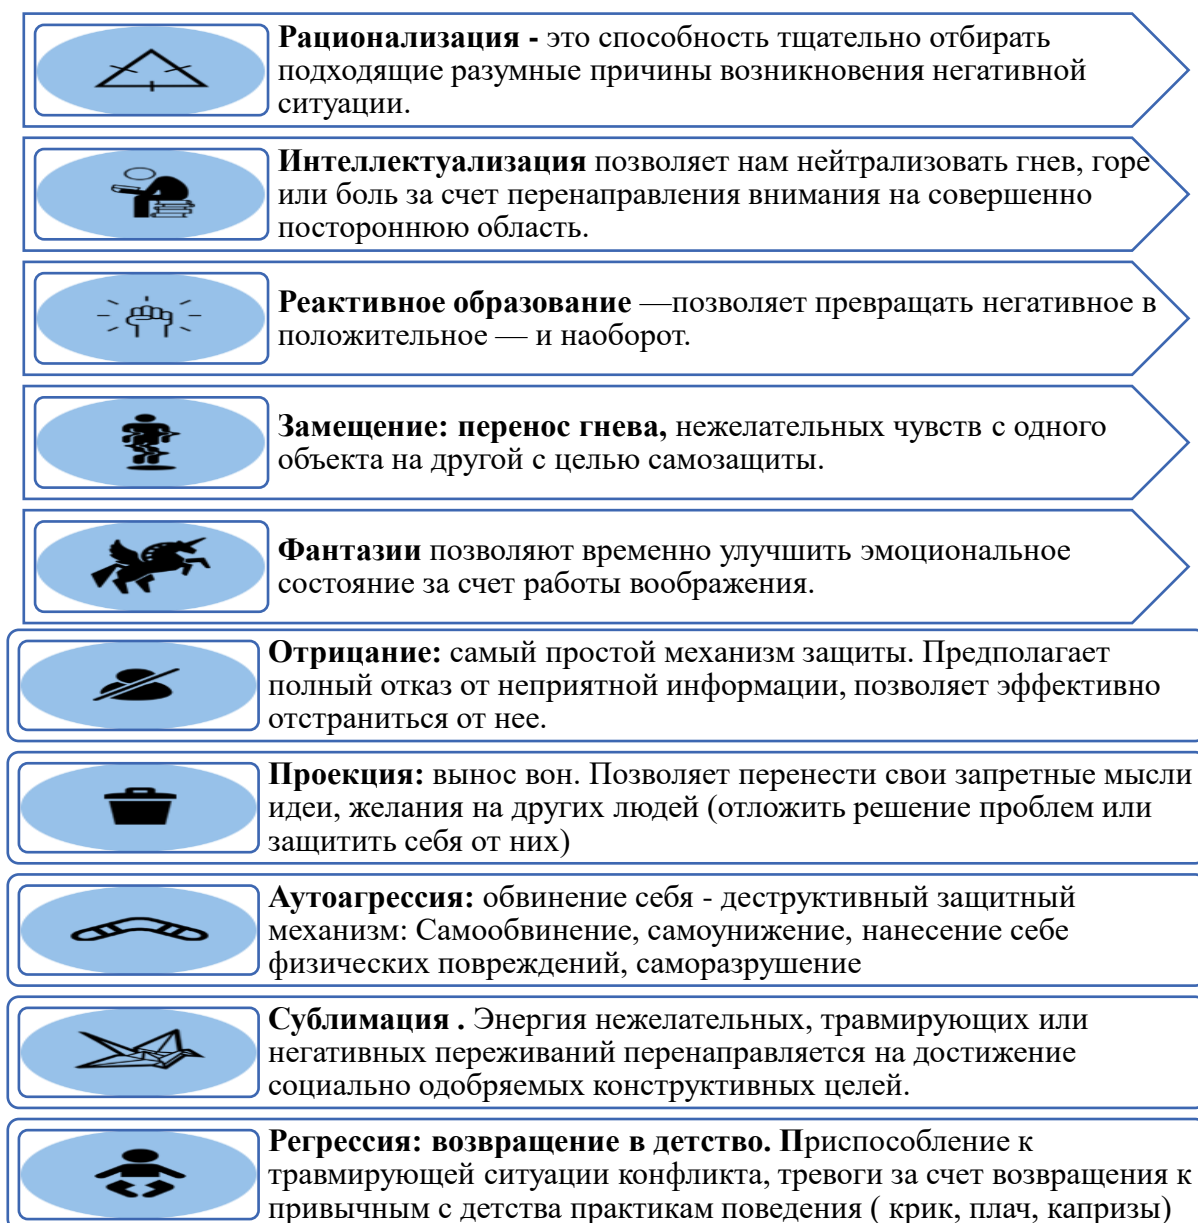 Рационализация - это способность тщательно отбирать
подходящие разумные причины возникновения негативной
ситуации.
Интеллектуализация позволяет нам нейтрализовать гнев, горе
или боль за счет перенаправления внимания на совершенно
постороннюю область.
Реактивное образование —позволяет превращать негативное в
положительное — и наоборот.
Замещение: перенос гнева, нежелательных чувств с одного
объекта на другой с целью самозащиты.
Фантазии позволяют временно улучшить эмоциональное
состояние за счет работы воображения.
Отрицание: самый простой механизм защиты. Предполагает
полный отказ от неприятной информации, позволяет эффективно
отстраниться от нее.
Проекция: вынос вон. Позволяет перенести свои запретные мысли
идеи, желания на других людей (отложить решение проблем или
защитить себя от них)
Аутоагрессия: обвинение себя - деструктивный защитный
механизм: Самообвинение, самоунижение, нанесение себе
физических повреждений, саморазрушение
Сублимация . Энергия нежелательных, травмирующих или
негативных переживаний перенаправляется на достижение
социально одобряемых конструктивных целей.
Регрессия: возвращение в детство. Приспособление к
травмирующей ситуации конфликта, тревоги за счет возвращения к
привычным с детства практикам поведения ( крик, плач, капризы)